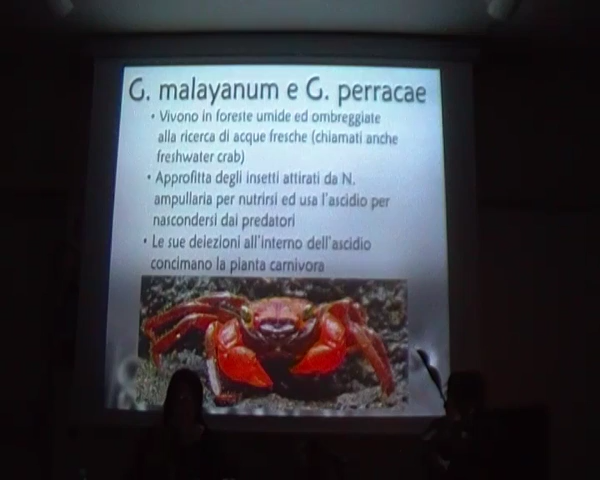 G. malayanum e G. perracae
• Vivono in foreste umide ed ombreggiate
alla ricerca di acque fresche (chiamati anche
freshwater crab)
• Approfitta degli insetti attirati da N.
ampullaria per nutrirsi ed usa l'ascidio per
nascondersi dai predatori
• Le sue deiezioni all'interno dell'ascidio
concimano la pianta carnivora